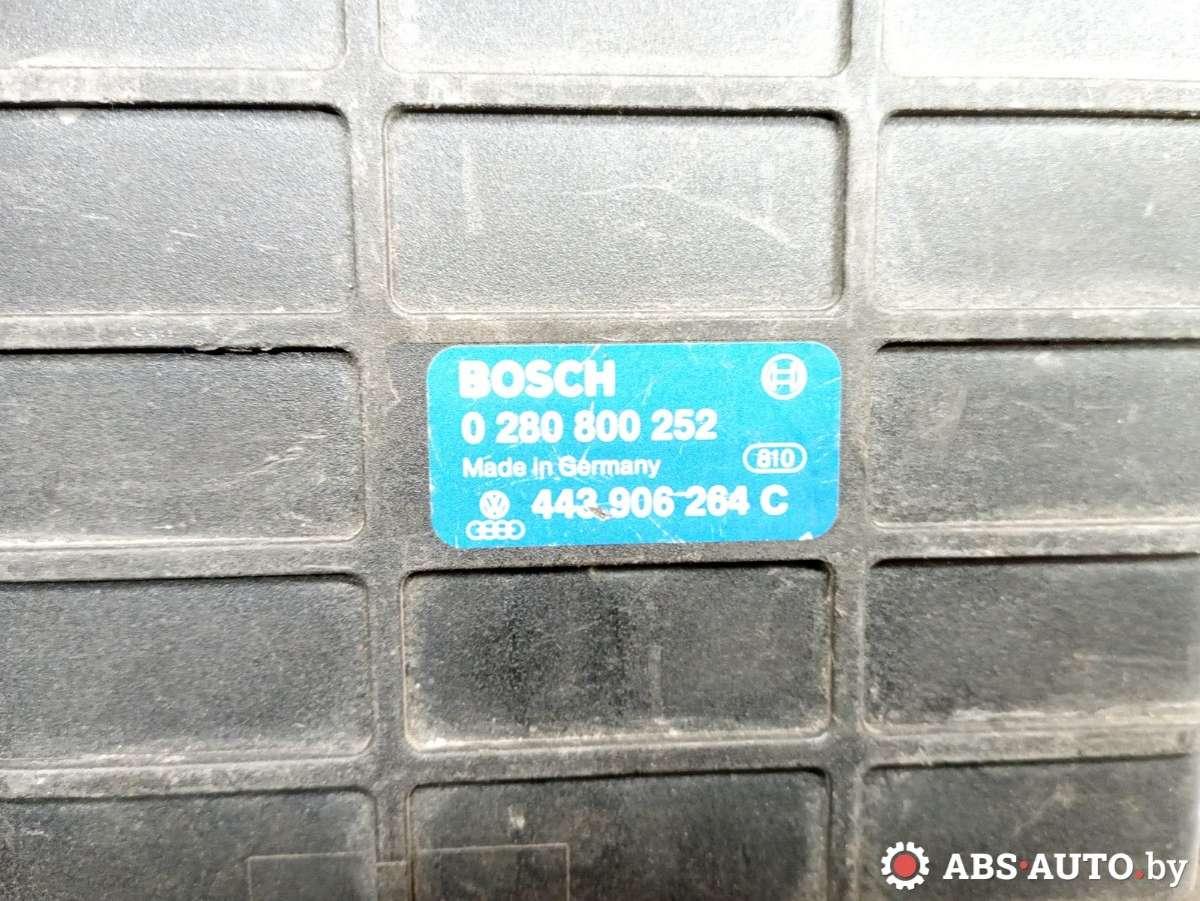 BOSCH
0 280 800 252
Made in Germany 810
443 906 264 C
ABS-AUTO.by